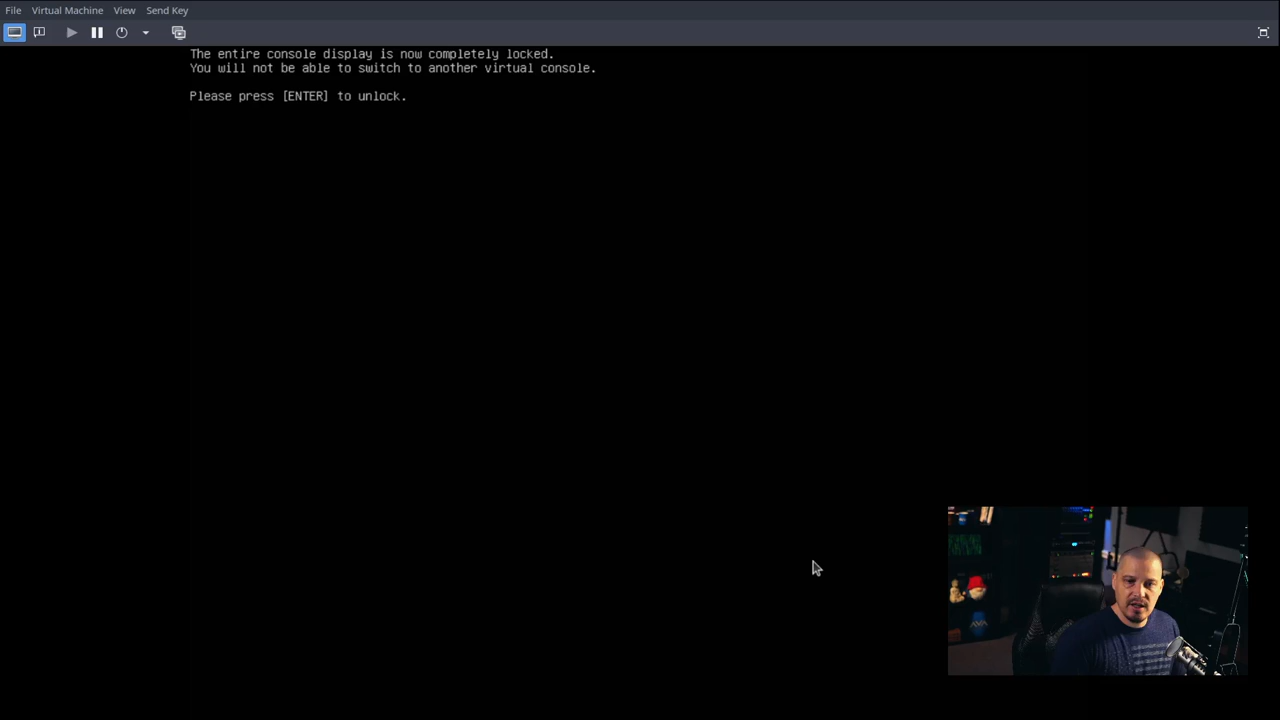 File Virtual Machine View Send Key
The entire console display is now completely locked.
You will not be able to switch to another virtual console.
Please press [ENTER] to unlock.